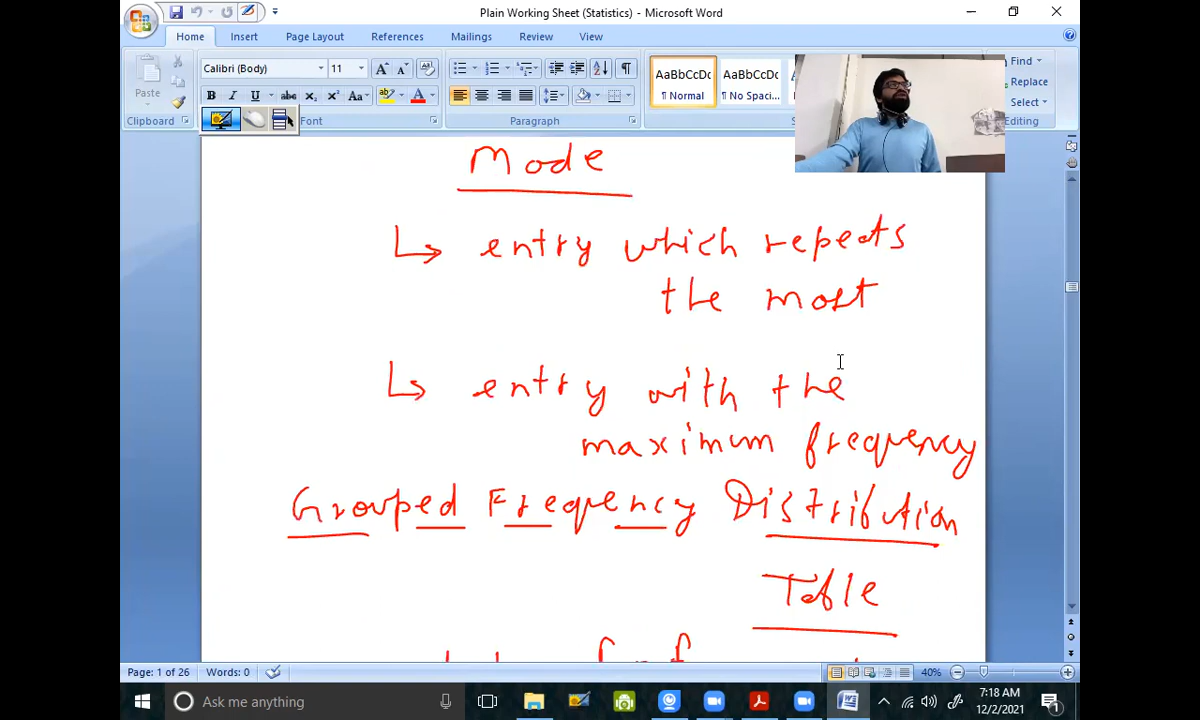 Plain Working Sheet (Statistics) - Microsoft Word
Home Insert Page Layout References Mailings Review View
Calibri (Body) 11
Paste
AaBbCcDc AaBbCcDc
¶ Normal ¶ No Spaci...
Find
Replace
Select
Clipboard Font Paragraph Editing
Mode
entry which repeats
the most
entry with the
maximum frequency
Grouped Frequency Distribution
Table
Page: 1 of 26 Words: 0 40%
Ask me anything
7:18 AM
12/2/2021